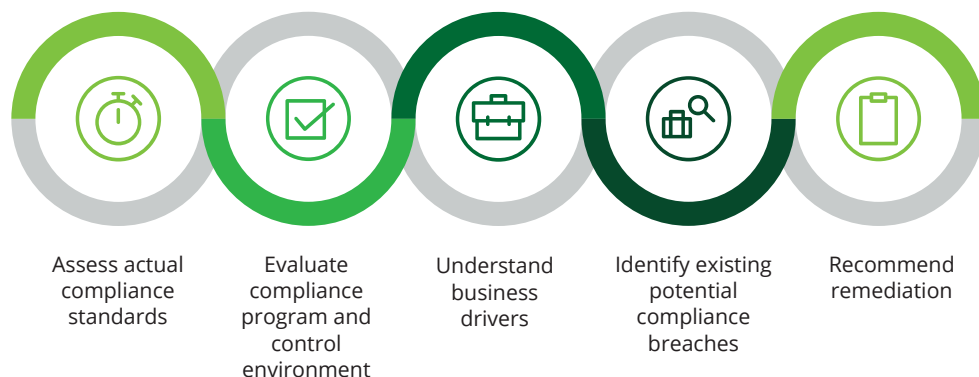 Assess actual
compliance
standards
Evaluate
compliance
program and
control
environment
Understand
business
drivers
Identify existing
potential
compliance
breaches
Recommend
remediation